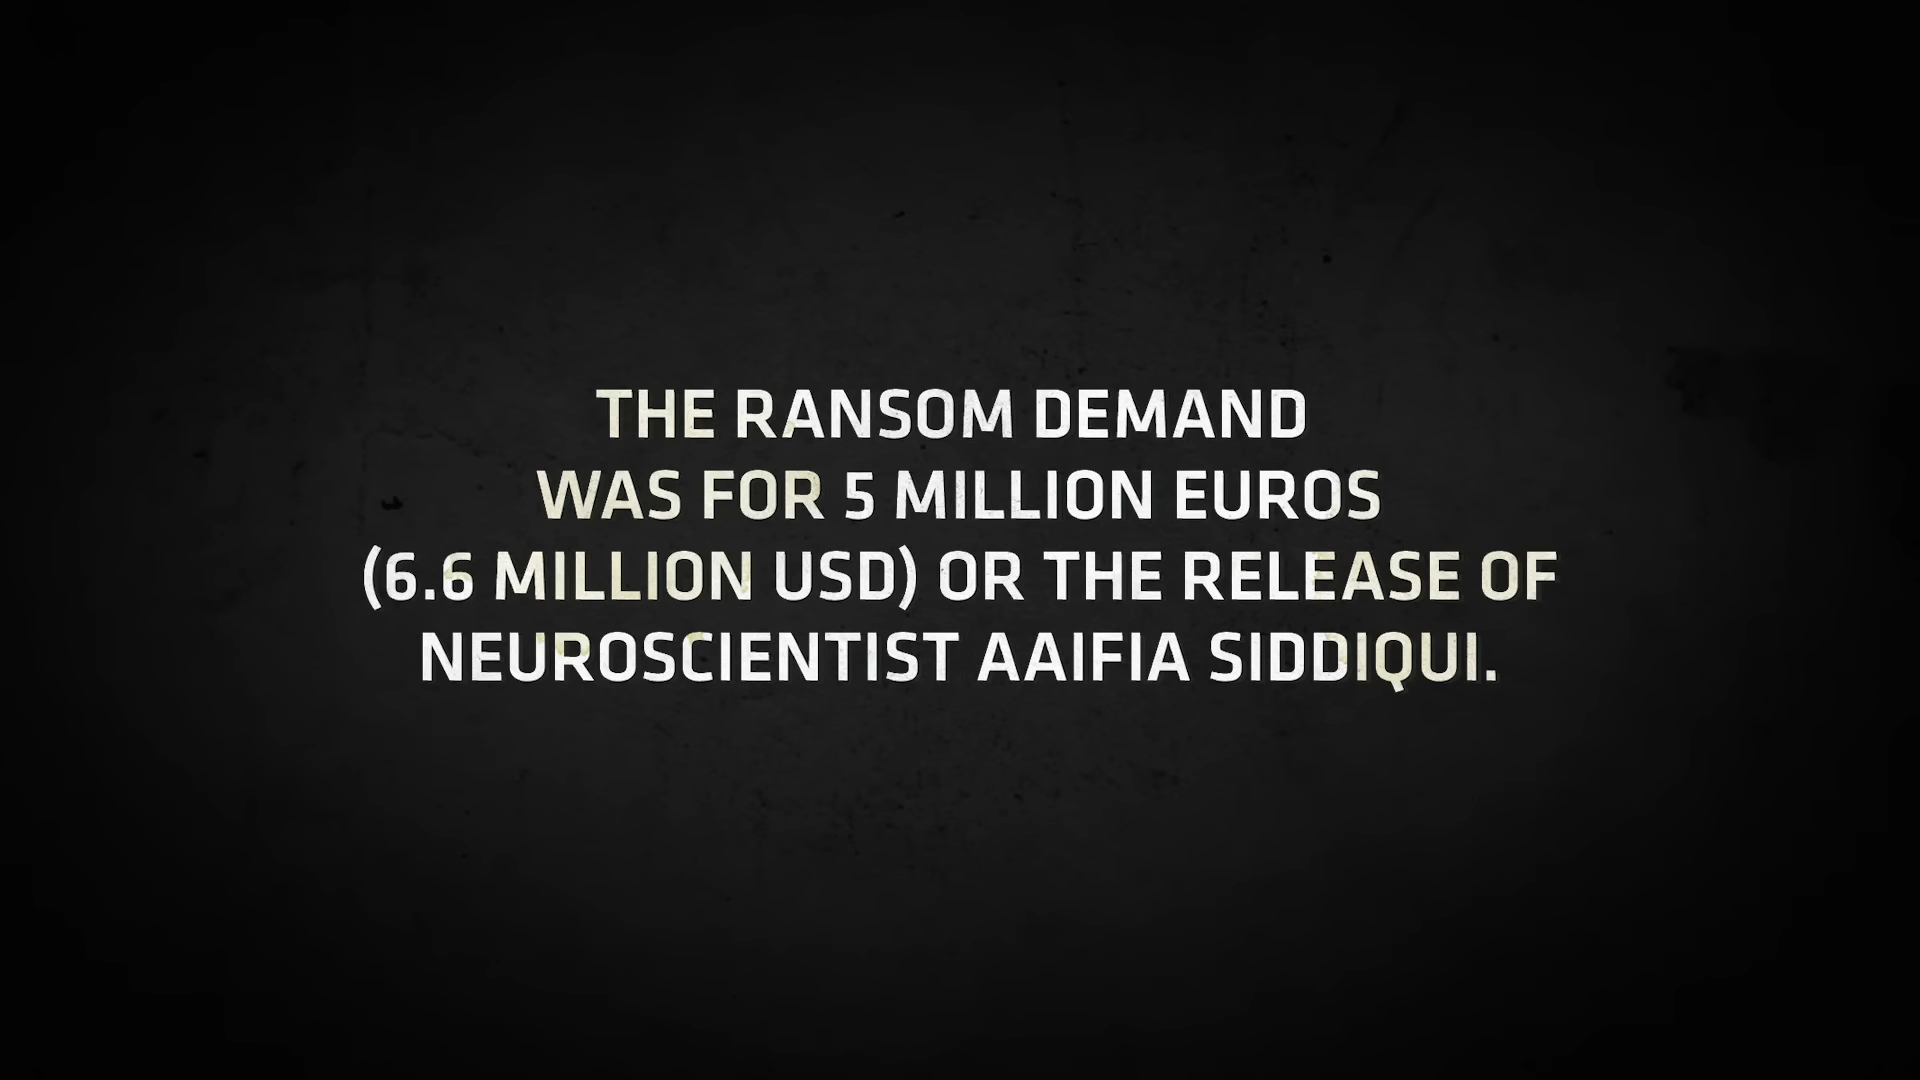 THE RANSOM DEMAND
WAS FOR 5 MILLION EUROS
(6.6 MILLION USD) OR THE RELEASE OF
NEUROSCIENTIST AAIFIA SIDDIQUI.